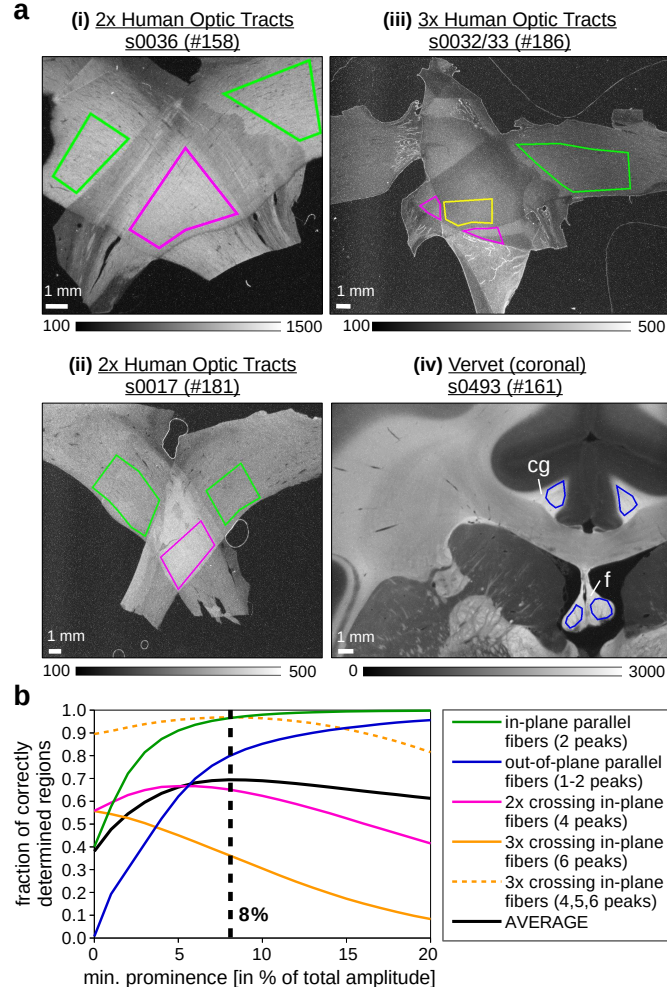 a
(i) 2x Human Optic Tracts
s0036 (#158)
1 mm
100 1500
(iii) 3x Human Optic Tracts
s0032/33 (#186)
1 mm
100 500
(ii) 2x Human Optic Tracts
s0017 (#181)
1 mm
100 500
(iv) Vervet (coronal)
s0493 (#161)
cg
f
1 mm
0 3000
b
fraction of correctly
determined regions
1.0
0.9
0.8
0.7
0.6
0.5
0.4
0.3
0.2
0.1
0.0
8%
0 5 10 15 20
min. prominence [in % of total amplitude]
in-plane parallel
fibers (2 peaks)
out-of-plane parallel
fibers (1-2 peaks)
2x crossing in-plane
fibers (4 peaks)
3x crossing in-plane
fibers (6 peaks)
3x crossing in-plane
fibers (4,5,6 peaks)
AVERAGE